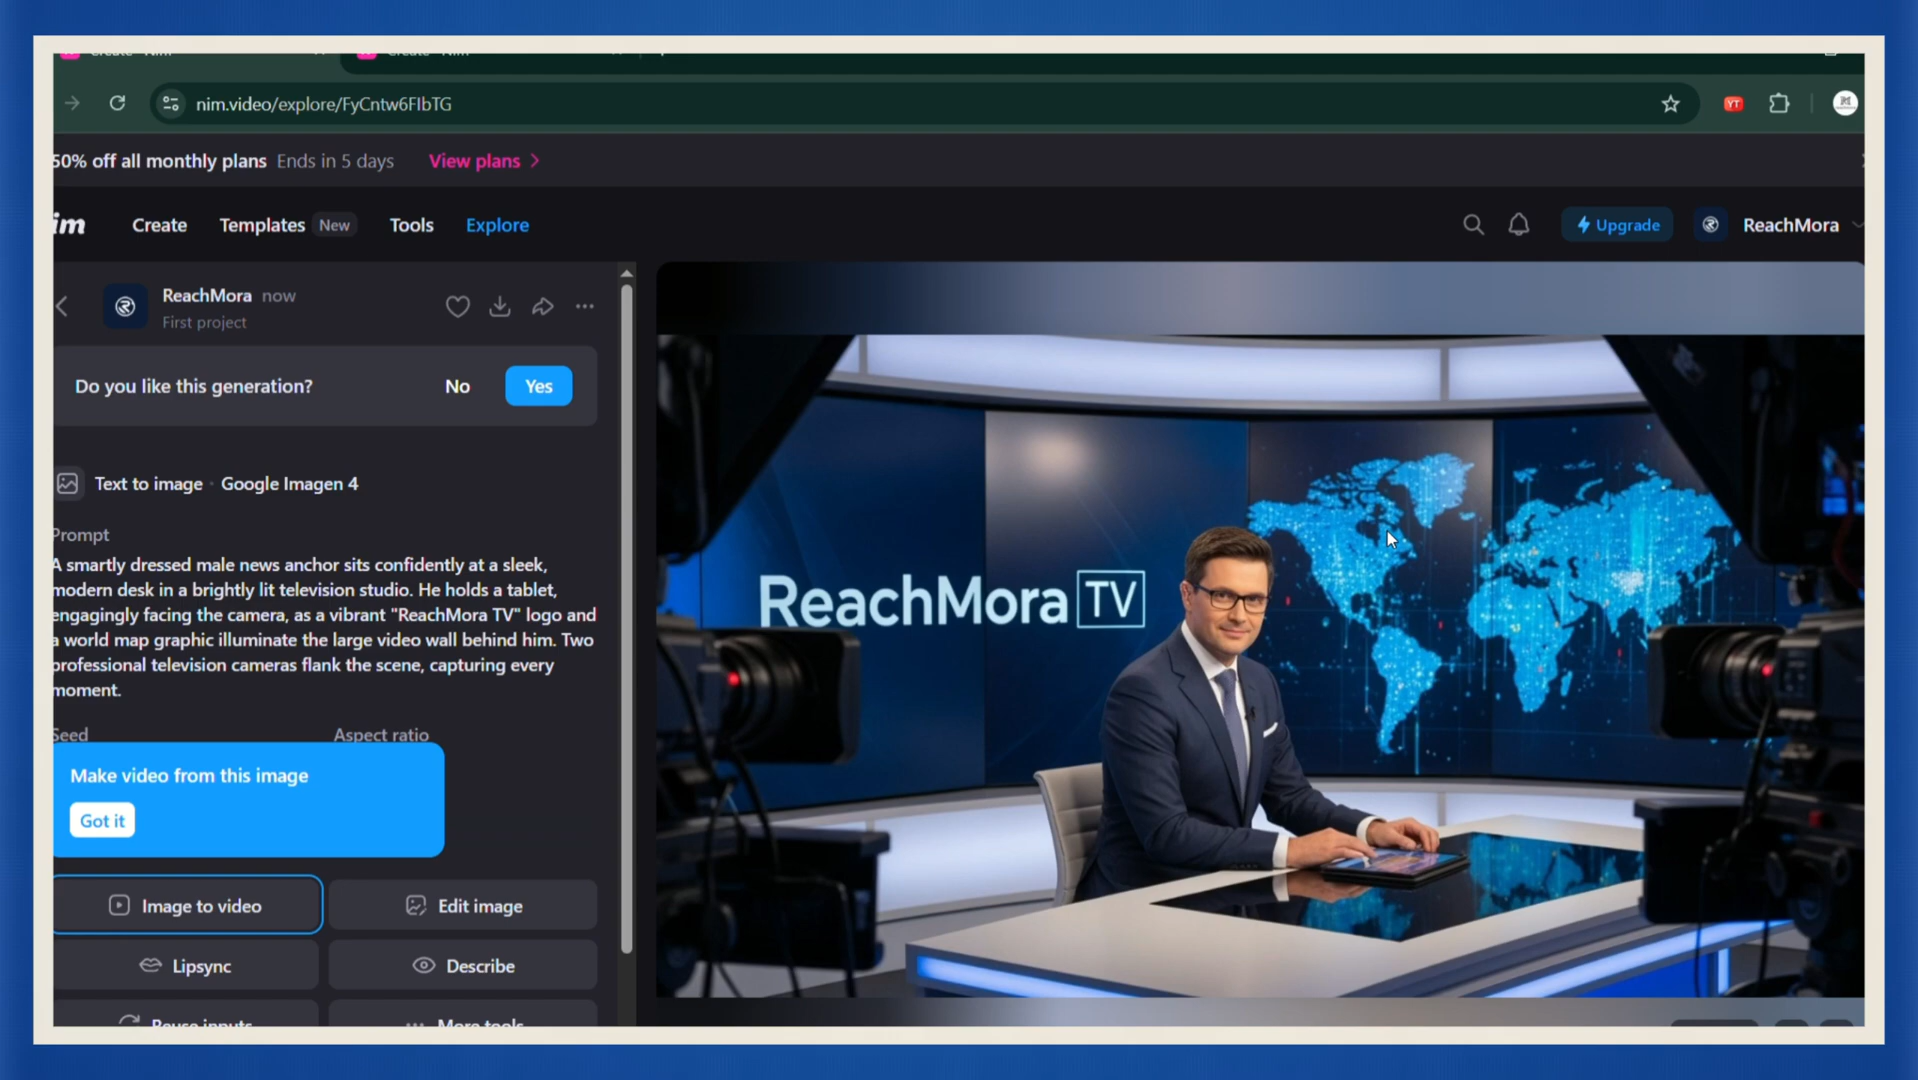 nim.video/explore/FyCntw6FIbTG
YT
50% off all monthly plans Ends in 5 days View plans
im Create Templates New Tools Explore
Upgrade ReachMora
ReachMora now
First project
Do you like this generation? No Yes
Text to image · Google Imagen 4
Prompt
A smartly dressed male news anchor sits confidently at a sleek,
modern desk in a brightly lit television studio. He holds a tablet,
engagingly facing the camera, as a vibrant "ReachMora TV" logo and
a world map graphic illuminate the large video wall behind him. Two
professional television cameras flank the scene, capturing every
moment.
Seed Aspect ratio
Make video from this image
Got it
Image to video Edit image
Lipsync Describe
Reuse inputs More tools
ReachMora TV